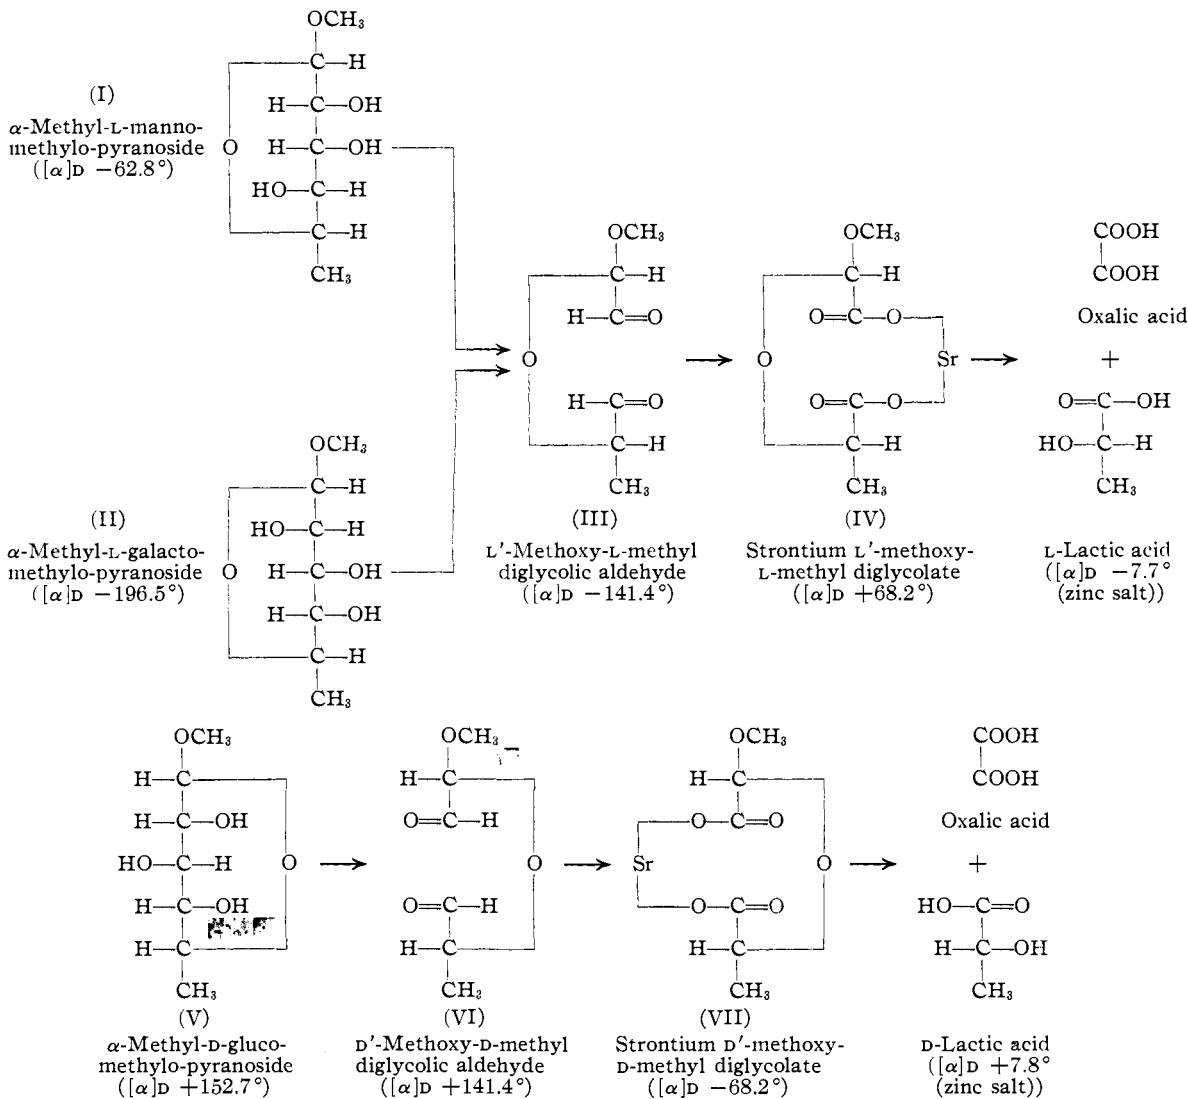 OCH₃
C—H
(I)
α-Methyl-L-manno-
methylo-pyranoside
([α]D −62.8°)
H—C—OH
O H—C—OH
HO—C—H
C—H
CH₃
OCH₃
C—H
(II)
α-Methyl-L-galacto-
methylo-pyranoside
([α]D −196.5°)
HO—C—H
O H—C—OH
H—C—OH
C—H
CH₃
OCH₃
C—H
H—C=O
O
H—C=O
C—H
CH₃
(III)
L′-Methoxy-L-methyl
diglycolic aldehyde
([α]D −141.4°)
OCH₃
C—H
O=C—O—
O Sr
O=C—O—
C—H
CH₃
(IV)
Strontium L′-methoxy-
L-methyl diglycolate
([α]D +68.2°)
COOH
COOH
Oxalic acid
+
O=C—OH
HO—C—H
CH₃
L-Lactic acid
([α]D −7.7°
(zinc salt))
OCH₃
H—C
H—C—OH
HO—C—H O
H—C—OH
H—C
CH₃
(V)
α-Methyl-D-gluco-
methylo-pyranoside
([α]D +152.7°)
OCH₃
H—C
O=C—H
O
O=C—H
H—C
CH₃
(VI)
D′-Methoxy-D-methyl
diglycolic aldehyde
([α]D +141.4°)
OCH₃
H—C
—O—C=O
Sr O
—O—C=O
H—C
CH₃
(VII)
Strontium D′-methoxy-
D-methyl diglycolate
([α]D −68.2°)
COOH
COOH
Oxalic acid
+
HO—C=O
H—C—OH
CH₃
D-Lactic acid
([α]D +7.8°
(zinc salt))